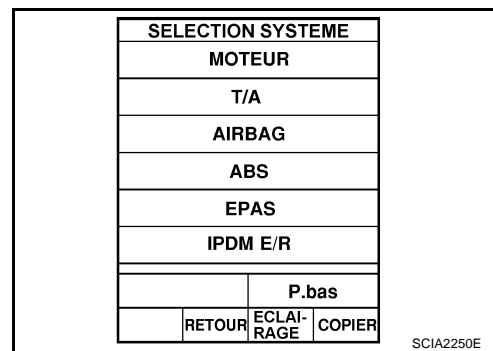 SELECTION SYSTEME
MOTEUR
T/A
AIRBAG
ABS
EPAS
IPDM E/R
P.bas
RETOUR ECLAI-RAGE COPIER
SCIA2250E